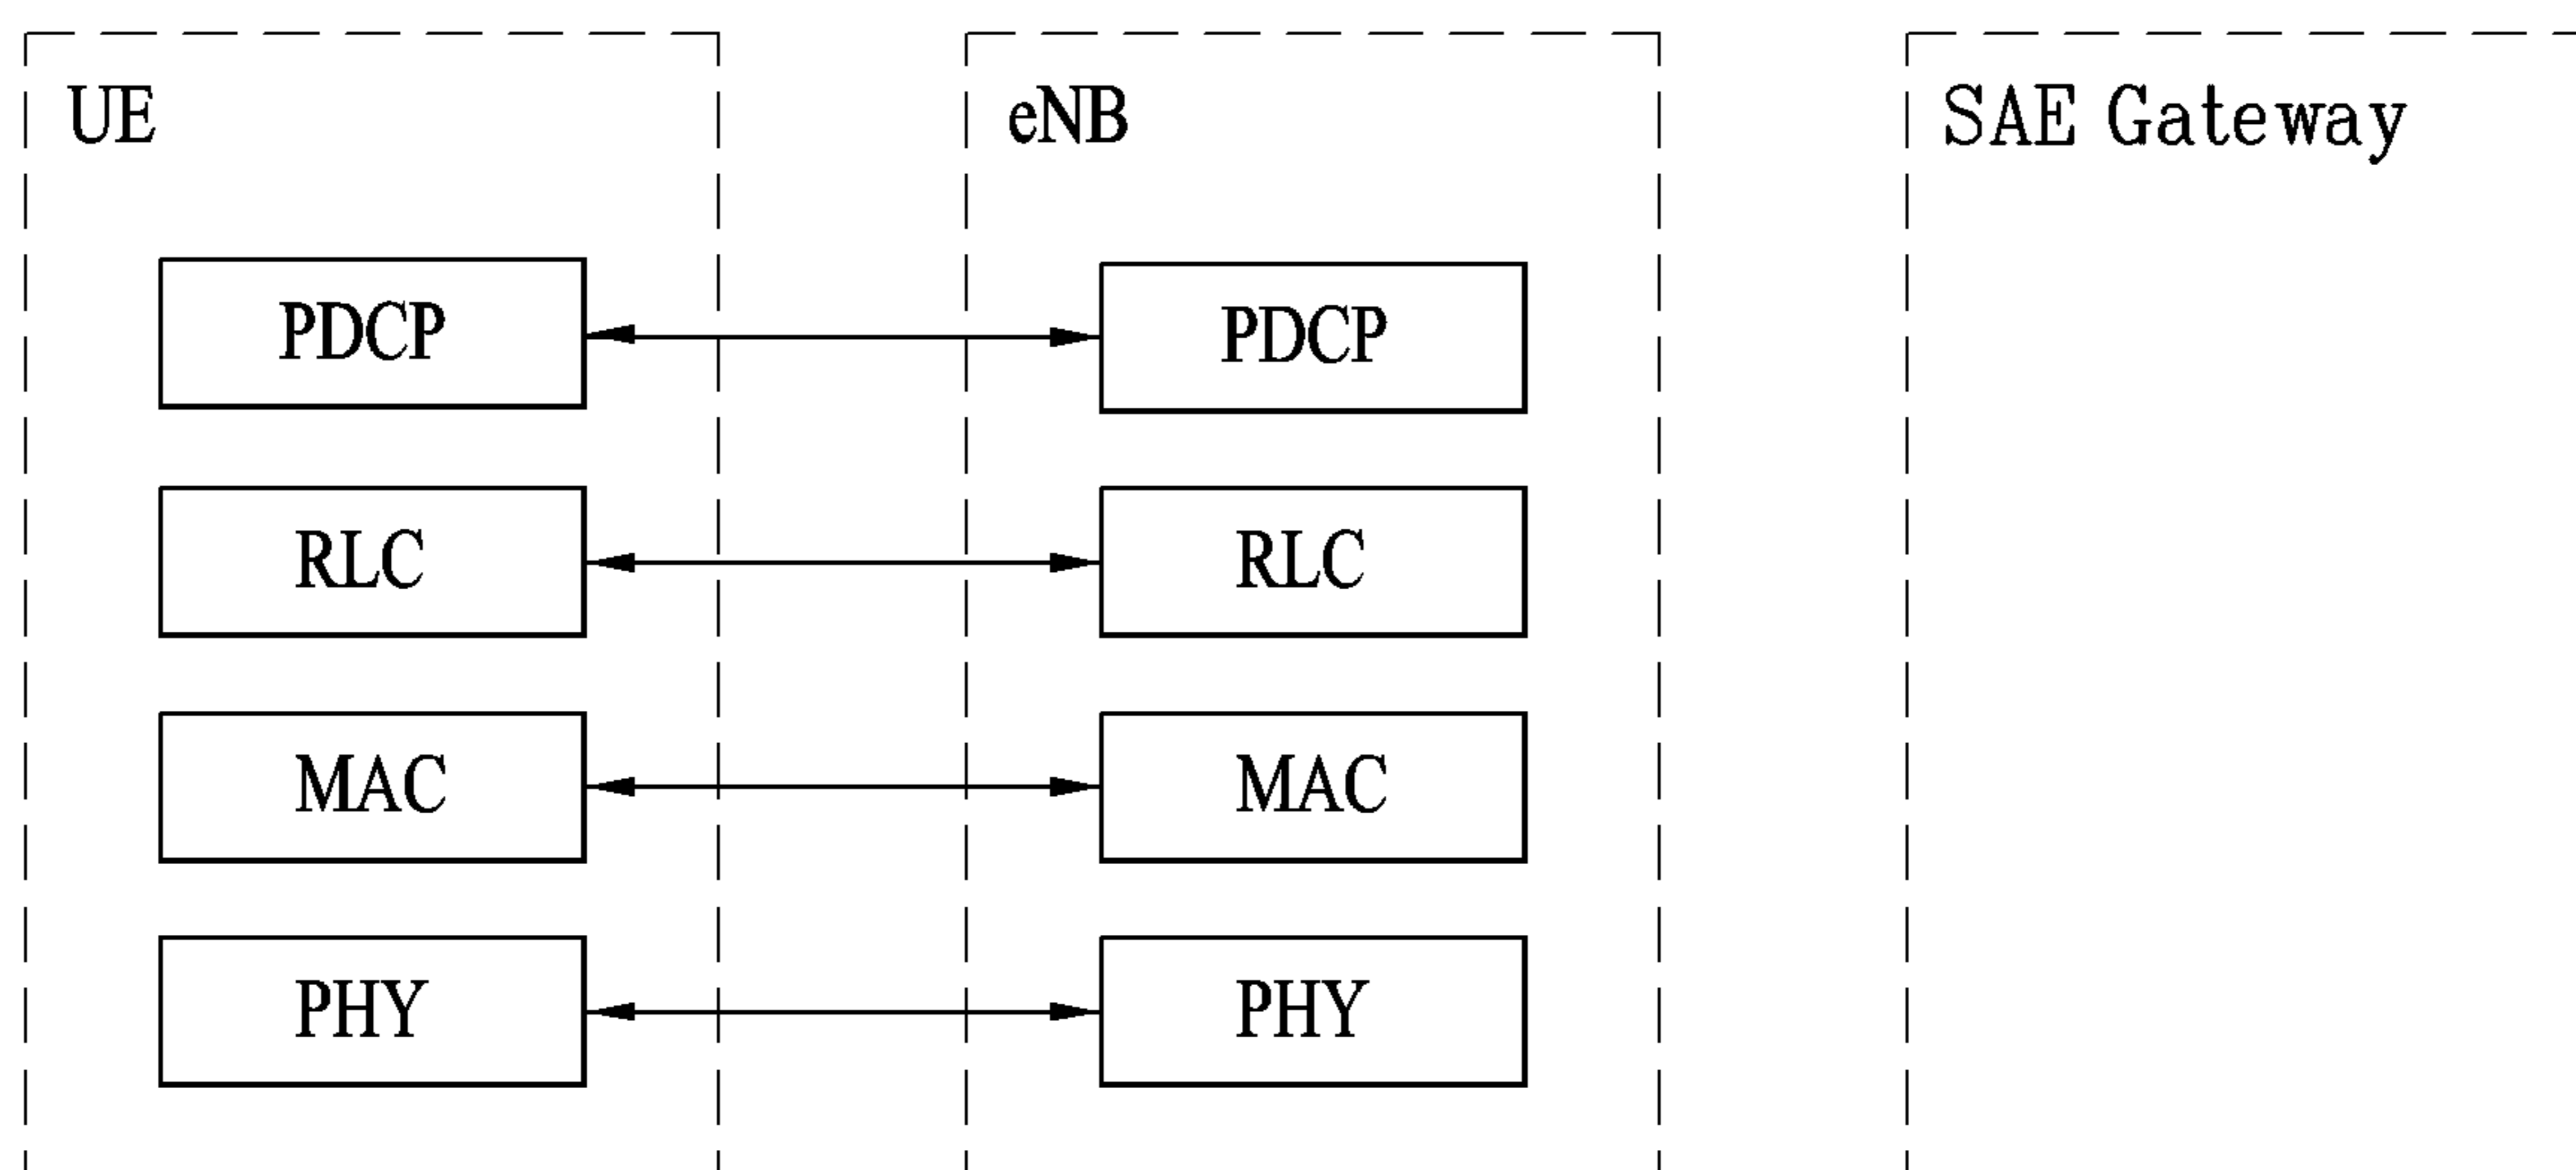 UE
eNB
SAE Gateway
PDCP
PDCP
RLC
RLC
MAC
MAC
PHY
PHY